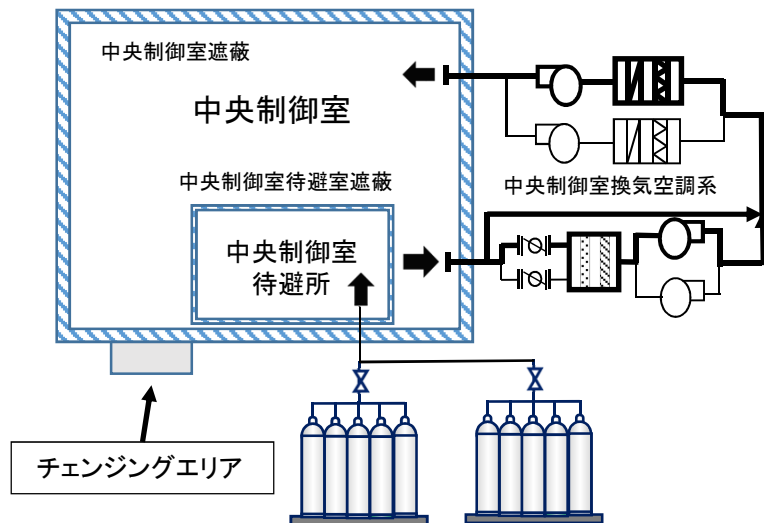 中央制御室遮蔽
中央制御室
中央制御室待避室遮蔽
中央制御室換気空調系
中央制御室
待避所
チェンジングエリア